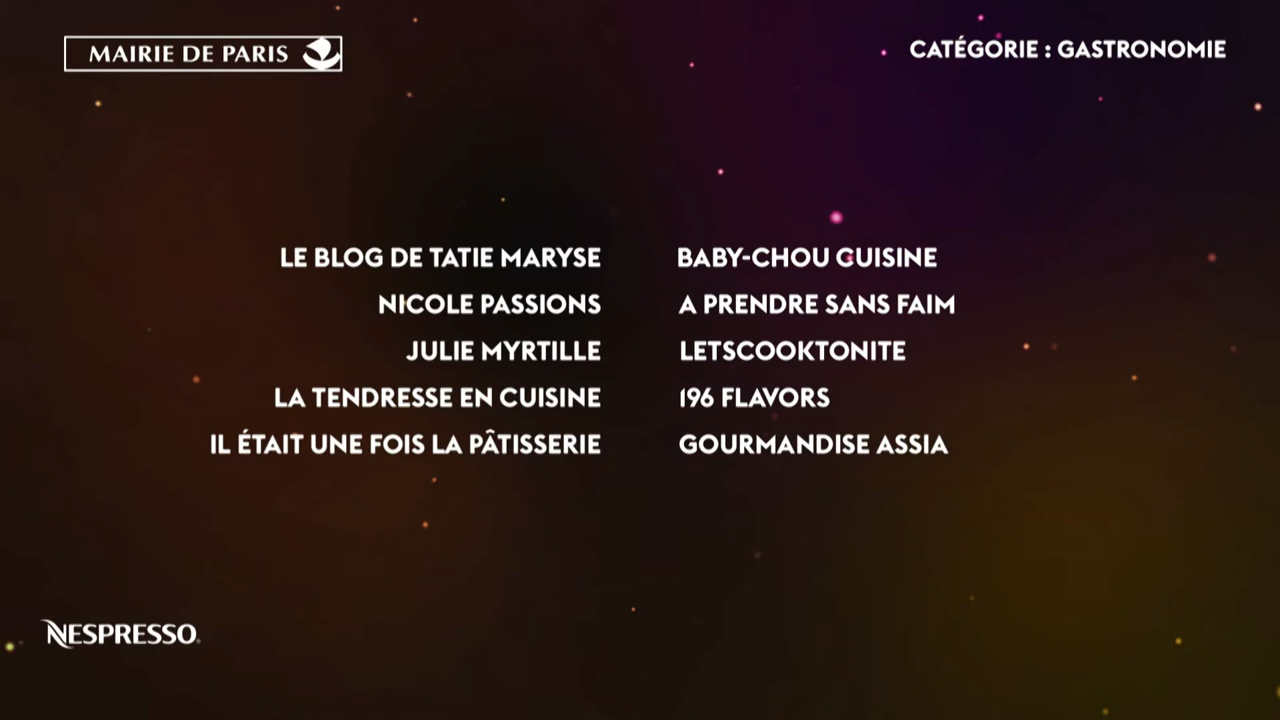 MAIRIE DE PARIS
CATÉGORIE : GASTRONOMIE
LE BLOG DE TATIE MARYSE
NICOLE PASSIONS
JULIE MYRTILLE
LA TENDRESSE EN CUISINE
IL ÉTAIT UNE FOIS LA PÂTISSERIE
BABY-CHOU CUISINE
A PRENDRE SANS FAIM
LETSCOOKTONITE
196 FLAVORS
GOURMANDISE ASSIA
NESPRESSO